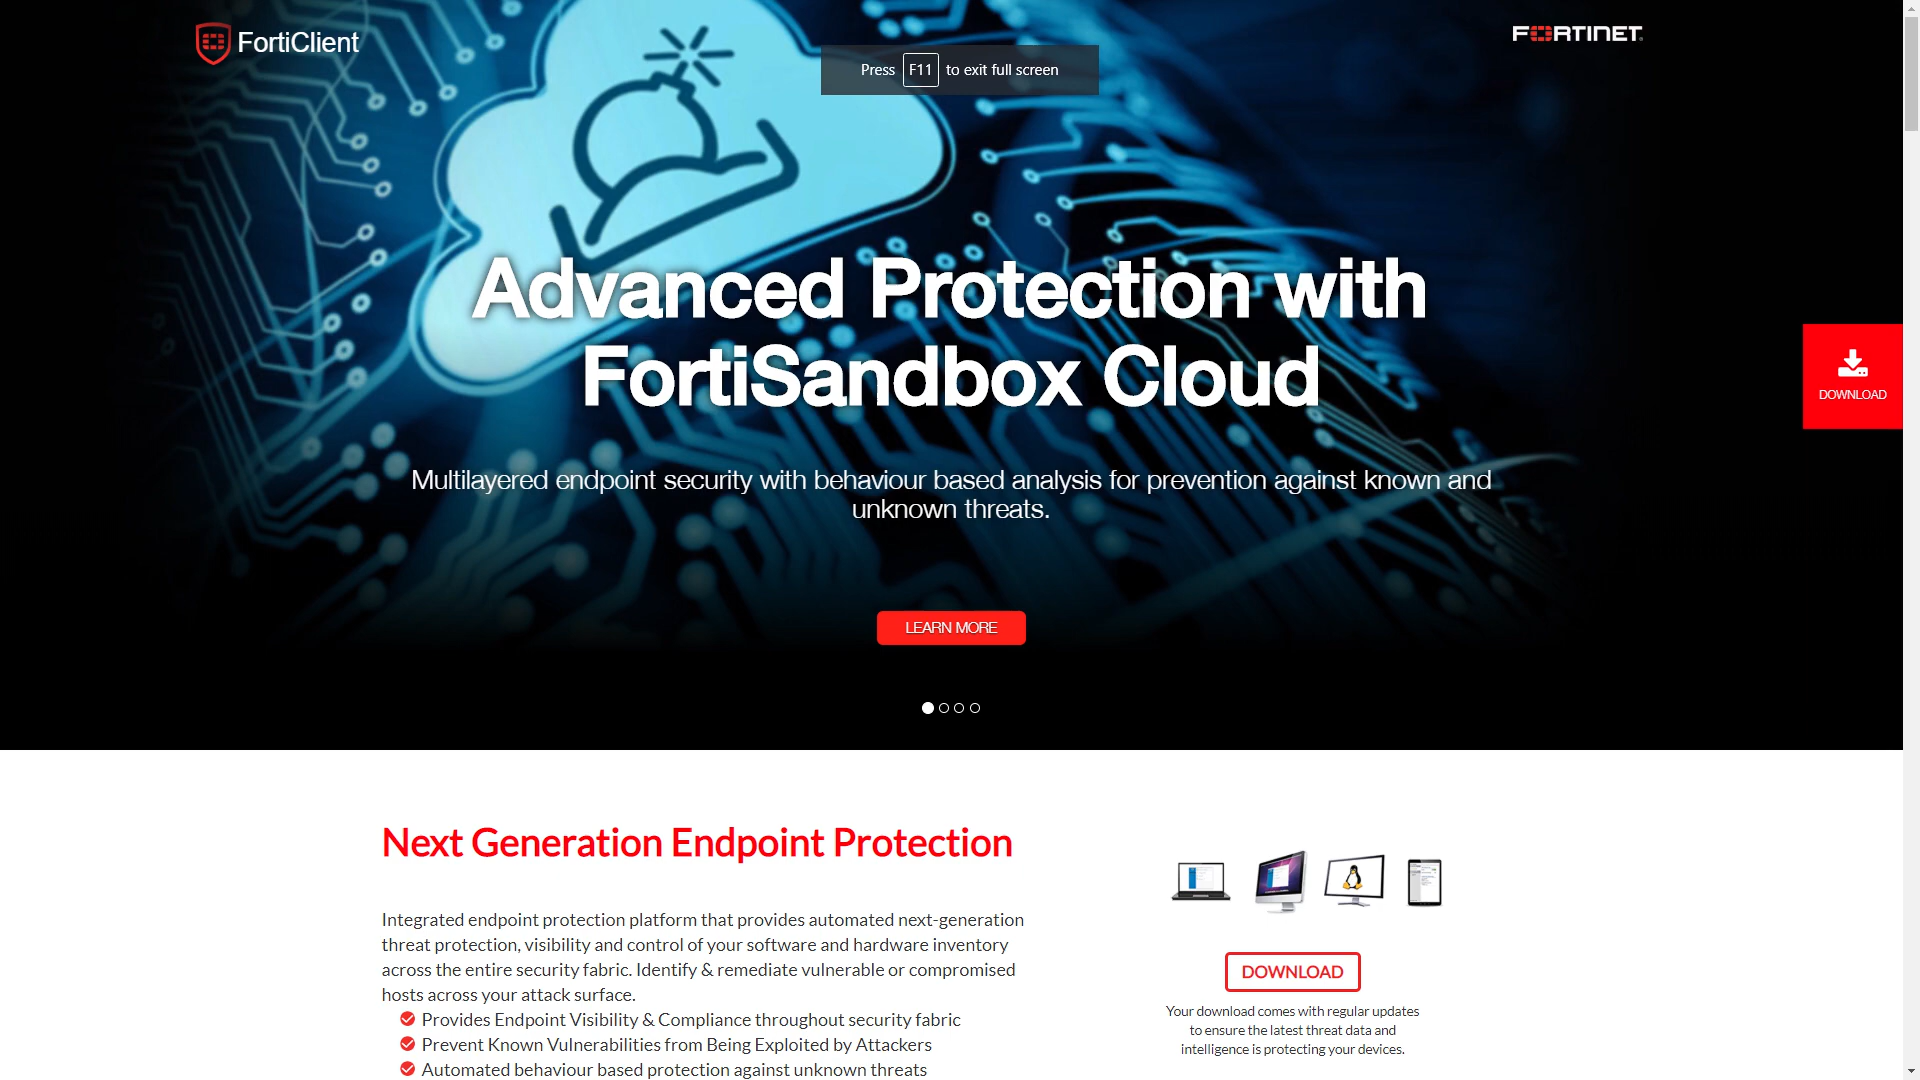 FortiClient
FORTINET
Press F11 to exit full screen
Advanced Protection with
FortiSandbox Cloud
DOWNLOAD
Multilayered endpoint security with behaviour based analysis for prevention against known and
unknown threats.
LEARN MORE
Next Generation Endpoint Protection
Integrated endpoint protection platform that provides automated next-generation
threat protection, visibility and control of your software and hardware inventory
across the entire security fabric. Identify & remediate vulnerable or compromised
hosts across your attack surface.
Provides Endpoint Visibility & Compliance throughout security fabric
Prevent Known Vulnerabilities from Being Exploited by Attackers
Automated behaviour based protection against unknown threats
DOWNLOAD
Your download comes with regular updates
to ensure the latest threat data and
intelligence is protecting your devices.